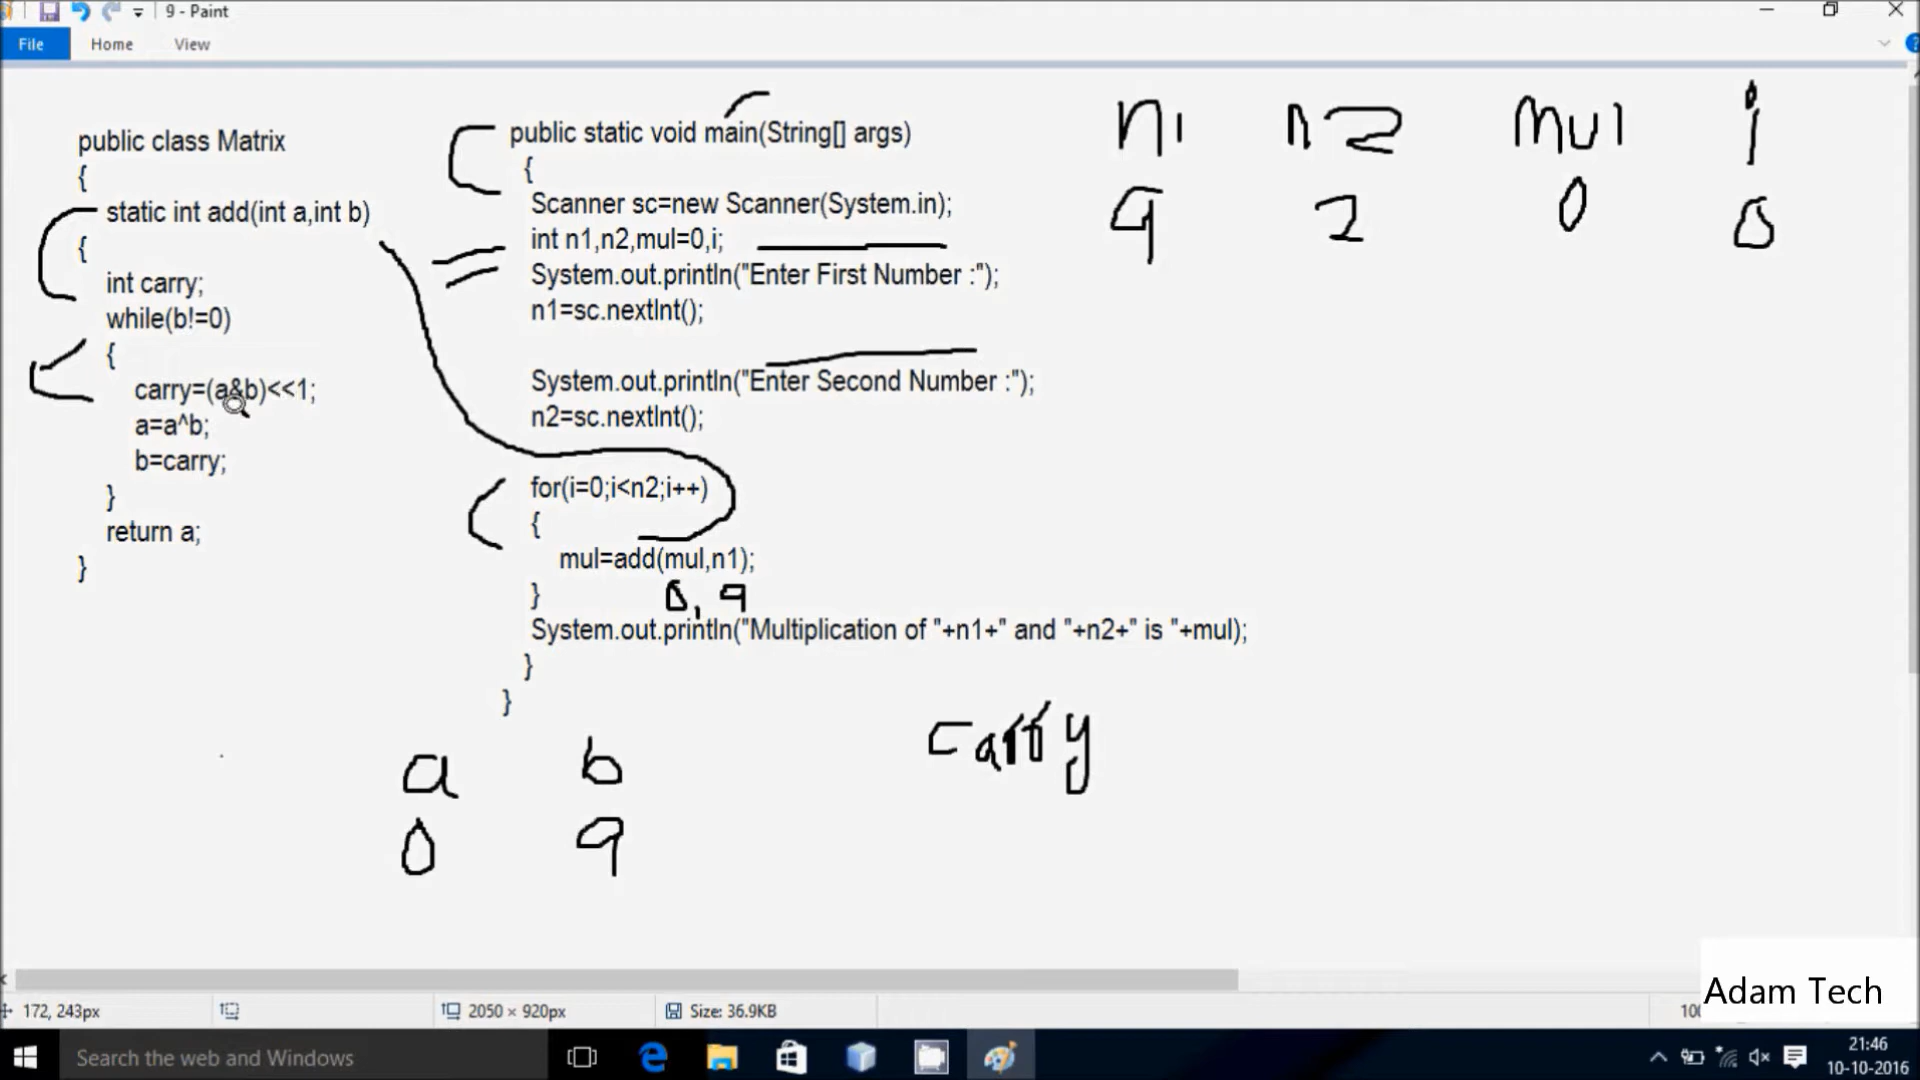 9 - Paint
File Home View
public class Matrix
{
static int add(int a,int b)
{
int carry;
while(b!=0)
{
carry=(a&b)<<1;
a=a^b;
b=carry;
}
return a;
}
public static void main(String[] args)
{
Scanner sc=new Scanner(System.in);
int n1,n2,mul=0,i;
System.out.println("Enter First Number :");
n1=sc.nextInt();
System.out.println("Enter Second Number :");
n2=sc.nextInt();
for(i=0;i<n2;i++)
{
mul=add(mul,n1);
}
0, 9
System.out.println("Multiplication of "+n1+" and "+n2+" is "+mul);
}
}
n1 n2 mul i
9 2 0 0
a b carry
0 9
Adam Tech
172, 243px 2050 × 920px Size: 36.9KB
Search the web and Windows
21:46
10-10-2016